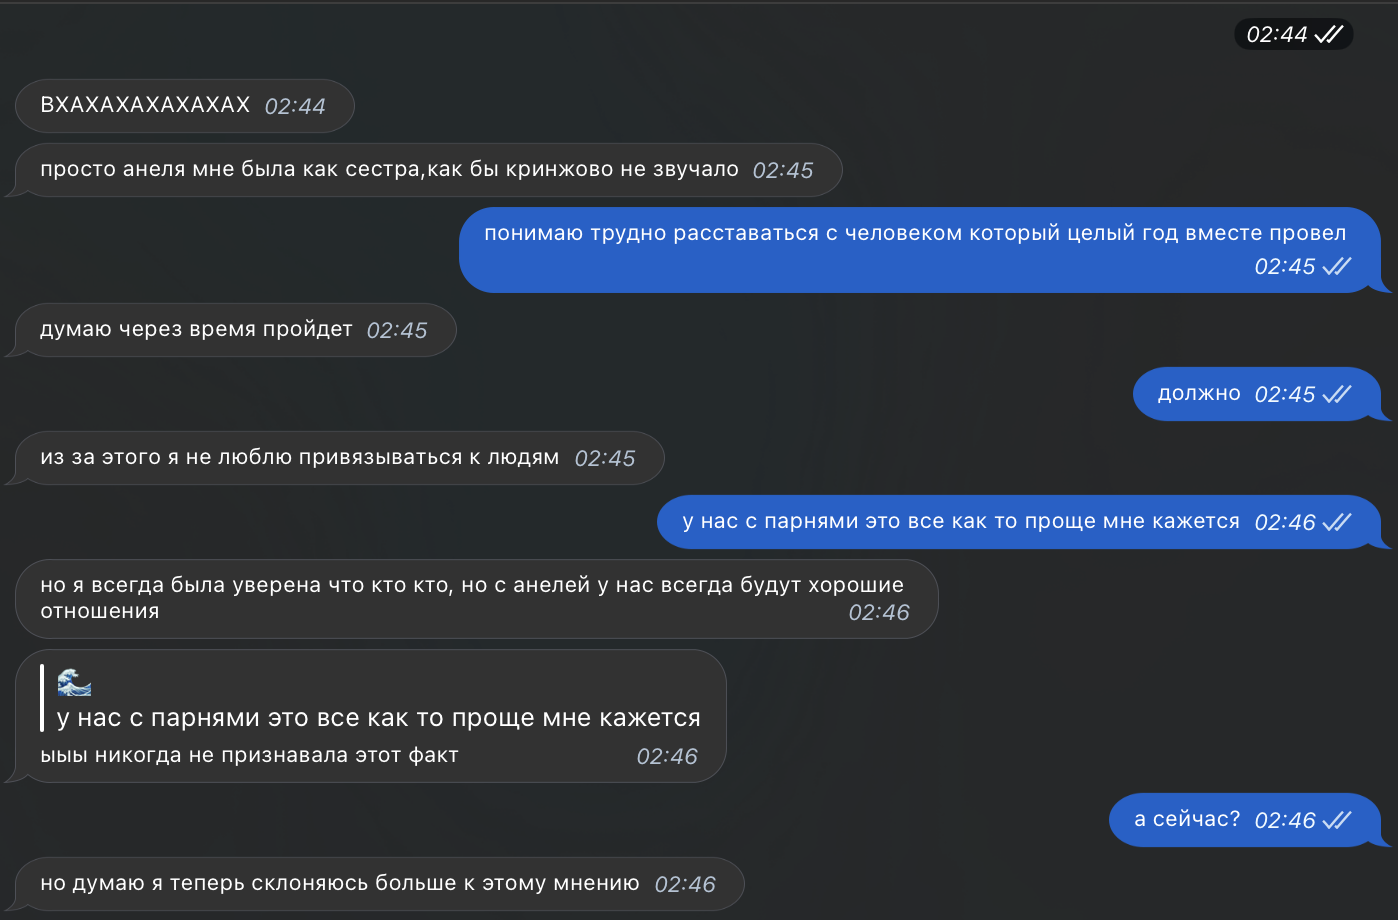 02:44
ВХАХАХАХАХАХАХ 02:44
просто анеля мне была как сестра,как бы кринжово не звучало 02:45
понимаю трудно расставаться с человеком который целый год вместе провел
02:45
думаю через время пройдет 02:45
должно 02:45
из за этого я не люблю привязываться к людям 02:45
у нас с парнями это все как то проще мне кажется 02:46
но я всегда была уверена что кто кто, но с анелей у нас всегда будут хорошие
отношения 02:46
🌊
у нас с парнями это все как то проще мне кажется
ыыы никогда не признавала этот факт 02:46
а сейчас? 02:46
но думаю я теперь склоняюсь больше к этому мнению 02:46